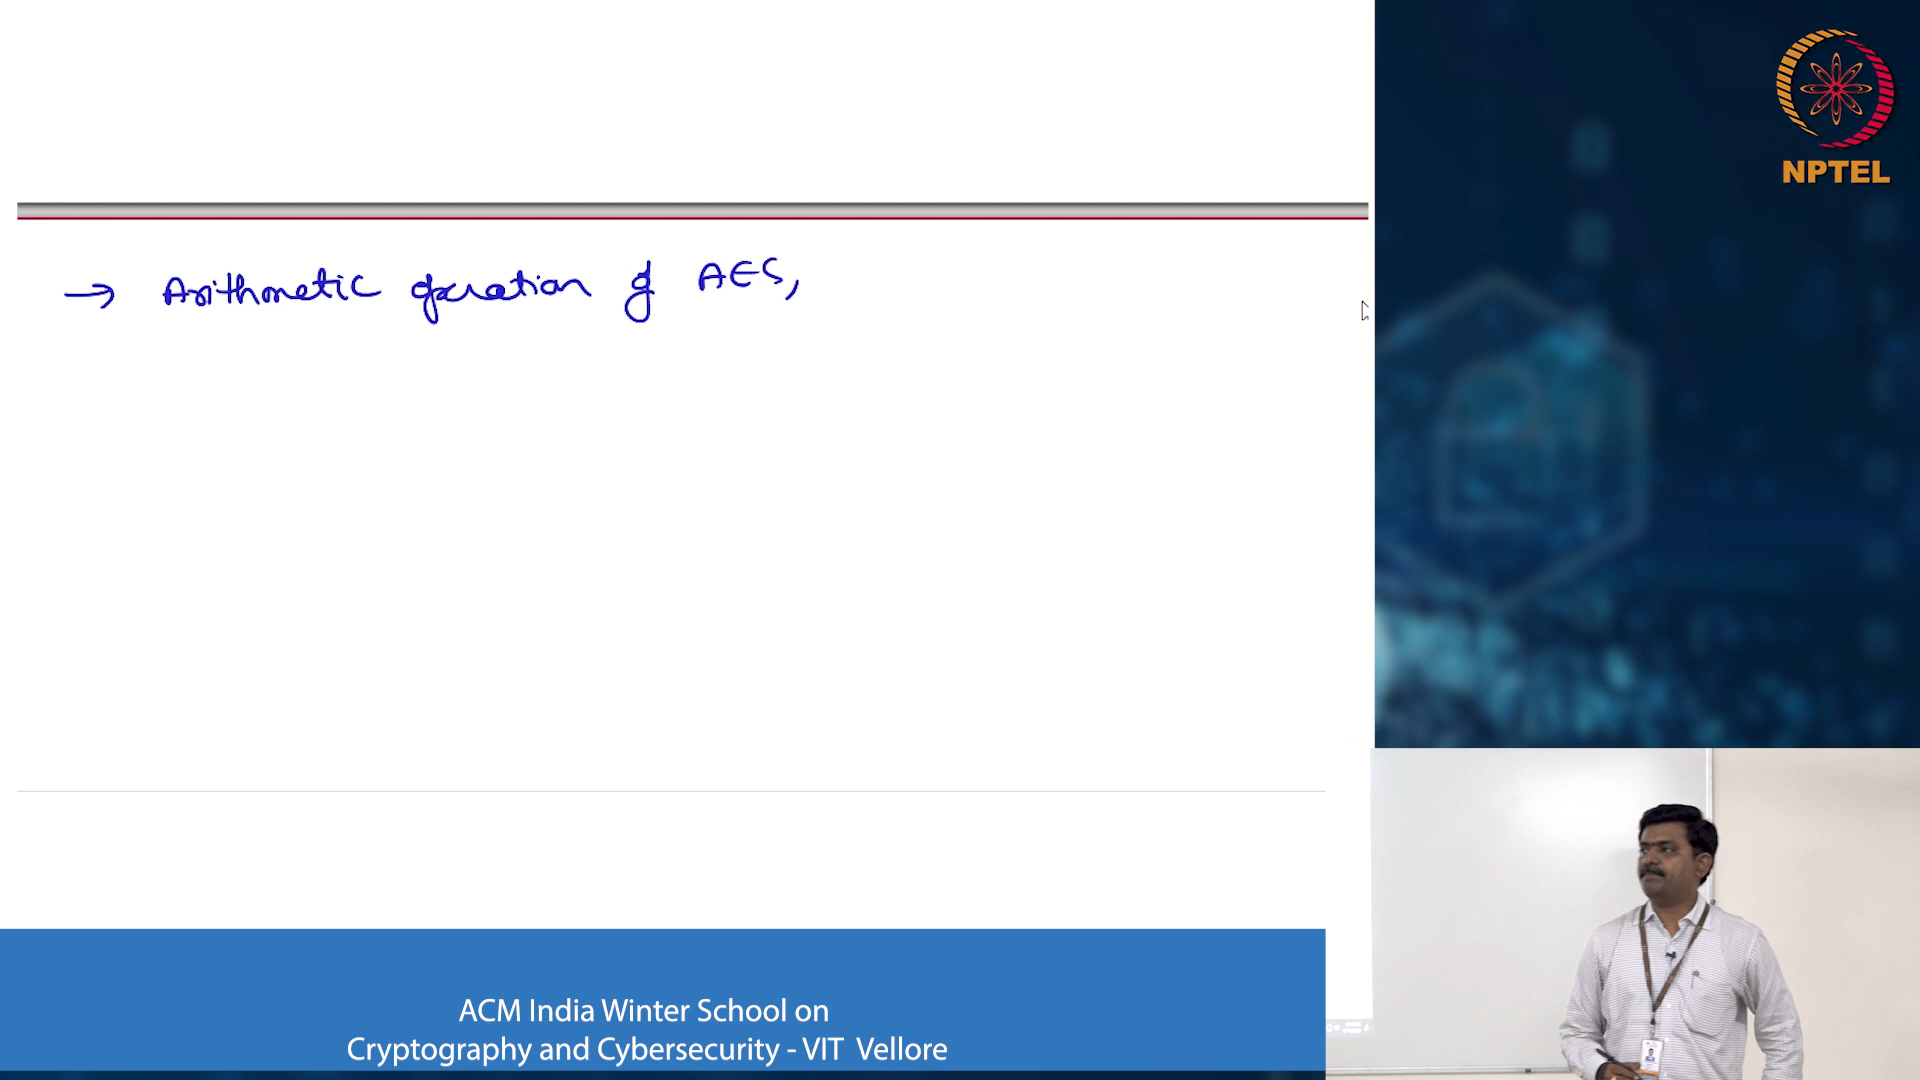 NPTEL
→ Arithmetic operation of AES,
ACM India Winter School on
Cryptography and Cybersecurity - VIT Vellore